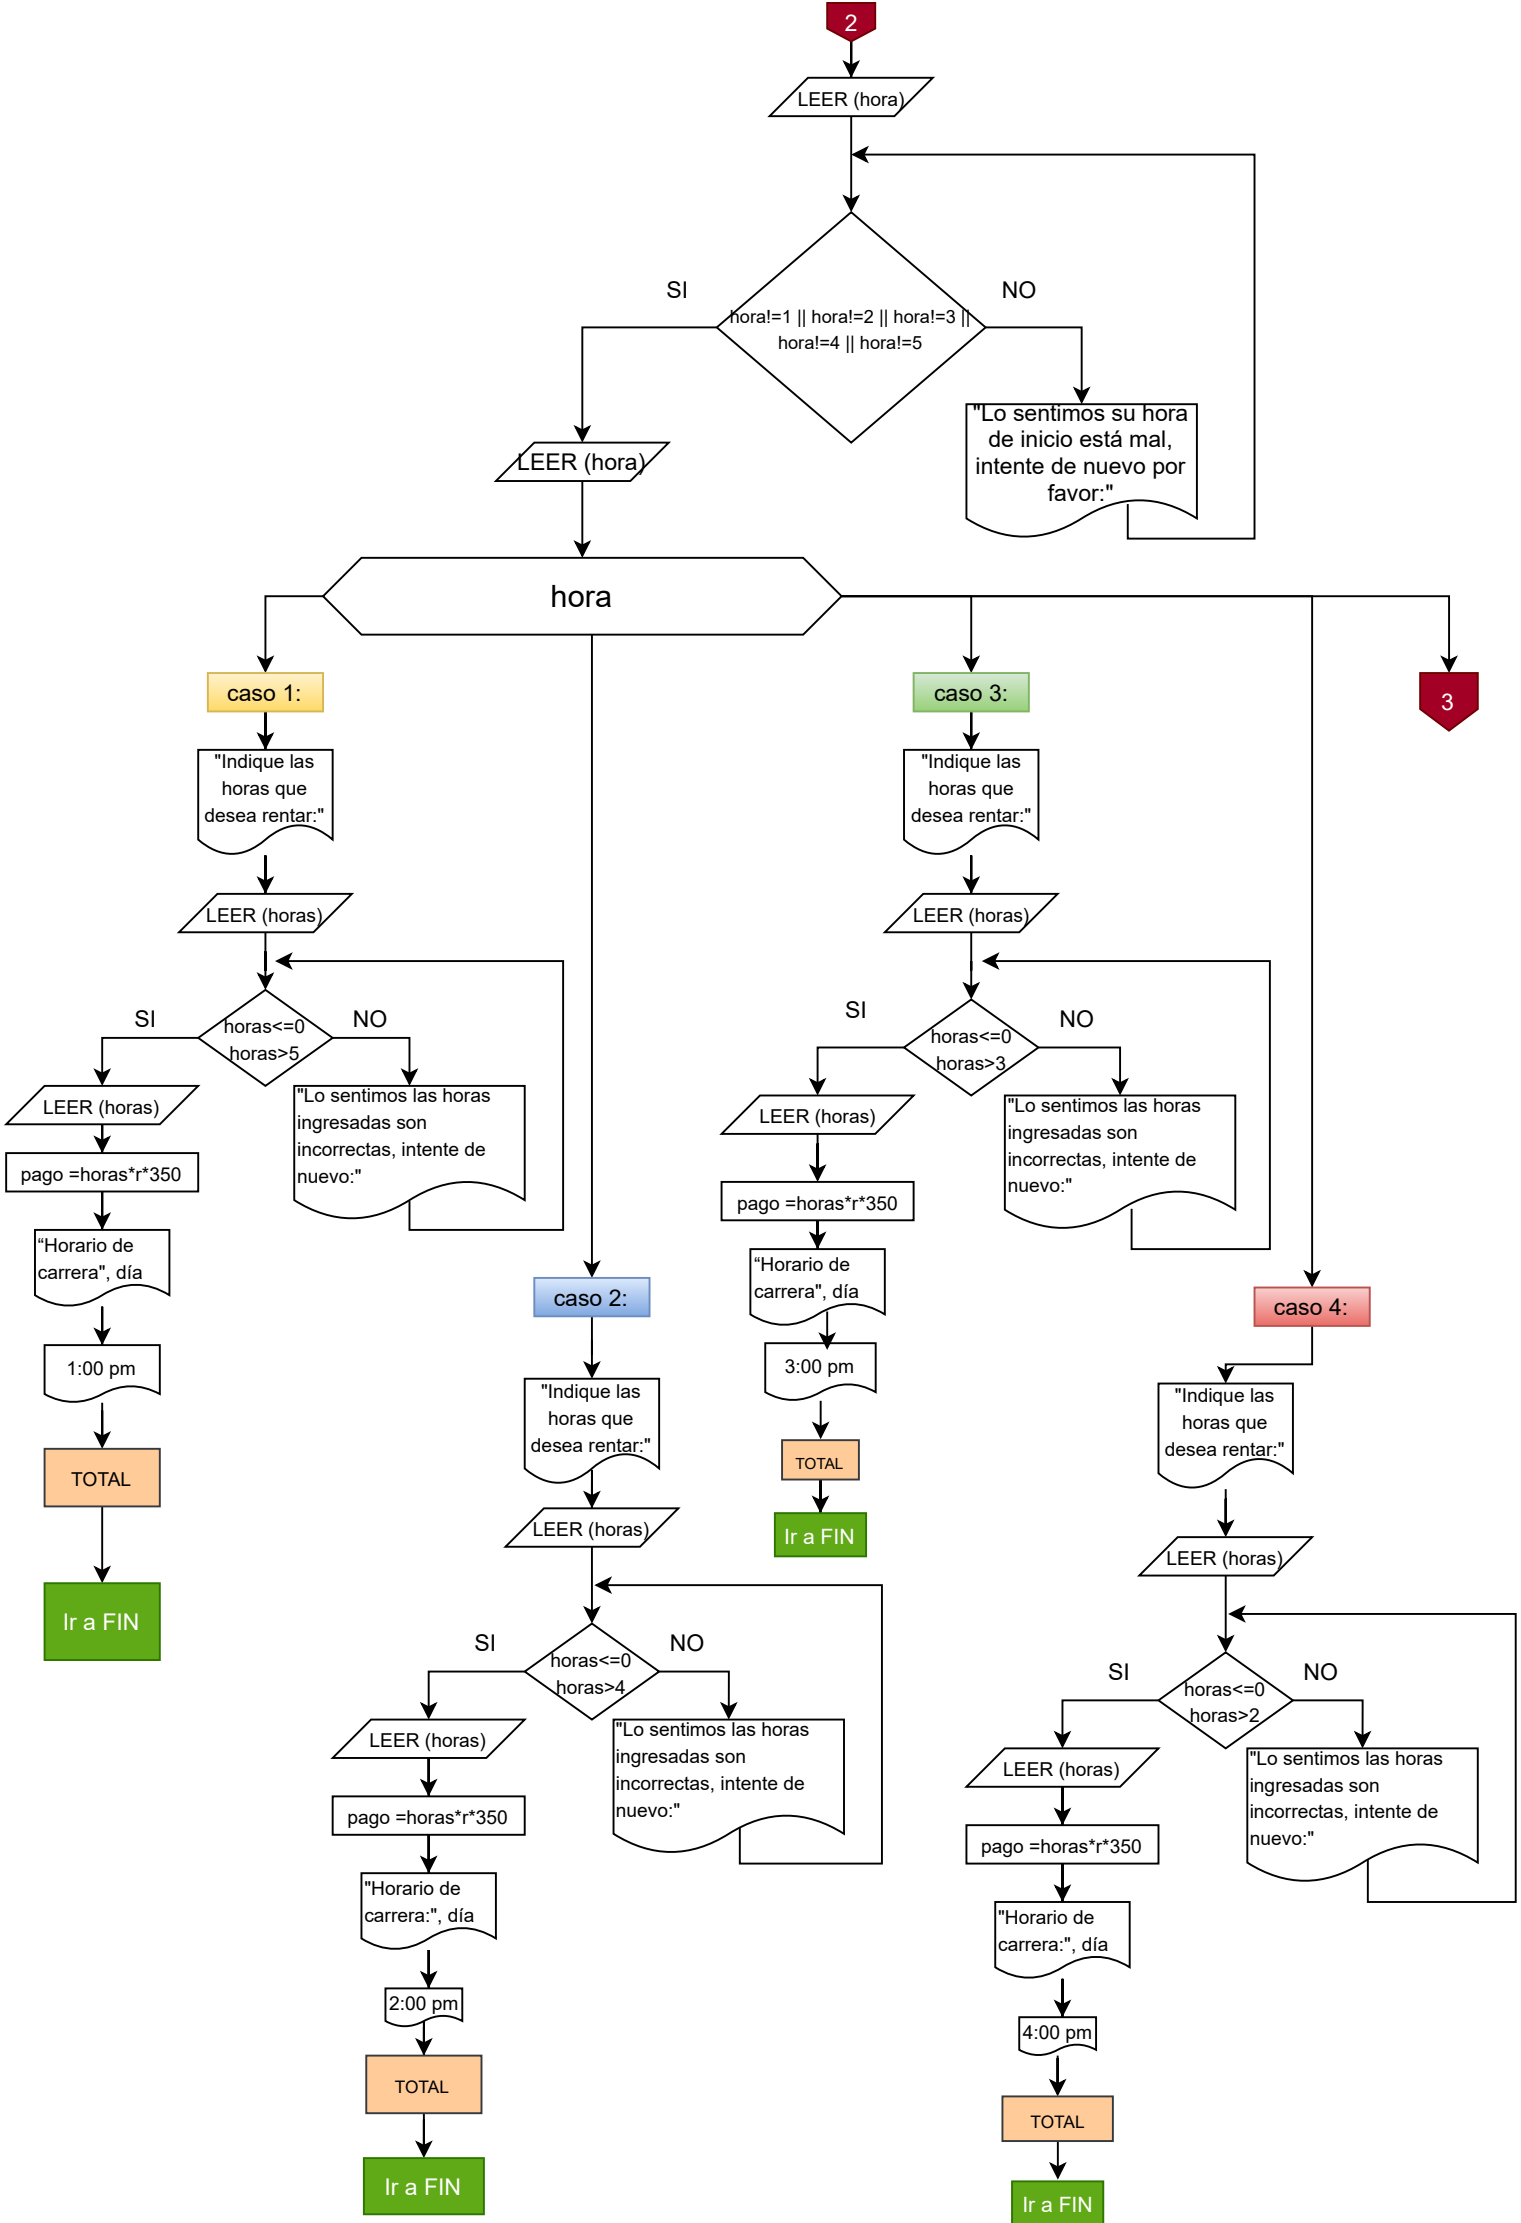 2
LEER (hora)
SI
NO
hora!=1 || hora!=2 || hora!=3 ||
hora!=4 || hora!=5
"Lo sentimos su hora
de inicio está mal,
intente de nuevo por
favor:"
LEER (hora)
hora
caso 1:
"Indique las
horas que
desea rentar:"
LEER (horas)
SI
NO
horas<=0
horas>5
LEER (horas)
"Lo sentimos las horas
ingresadas son
incorrectas, intente de
nuevo:"
pago =horas*r*350
“Horario de
carrera", día
1:00 pm
TOTAL
Ir a FIN
caso 2:
"Indique las
horas que
desea rentar:"
LEER (horas)
SI
NO
horas<=0
horas>4
LEER (horas)
"Lo sentimos las horas
ingresadas son
incorrectas, intente de
nuevo:"
pago =horas*r*350
"Horario de
carrera:", día
2:00 pm
TOTAL
Ir a FIN
caso 3:
"Indique las
horas que
desea rentar:"
LEER (horas)
SI
NO
horas<=0
horas>3
LEER (horas)
"Lo sentimos las horas
ingresadas son
incorrectas, intente de
nuevo:"
pago =horas*r*350
“Horario de
carrera", día
3:00 pm
TOTAL
Ir a FIN
caso 4:
"Indique las
horas que
desea rentar:"
LEER (horas)
SI
NO
horas<=0
horas>2
LEER (horas)
"Lo sentimos las horas
ingresadas son
incorrectas, intente de
nuevo:"
pago =horas*r*350
"Horario de
carrera:", día
4:00 pm
TOTAL
Ir a FIN
3